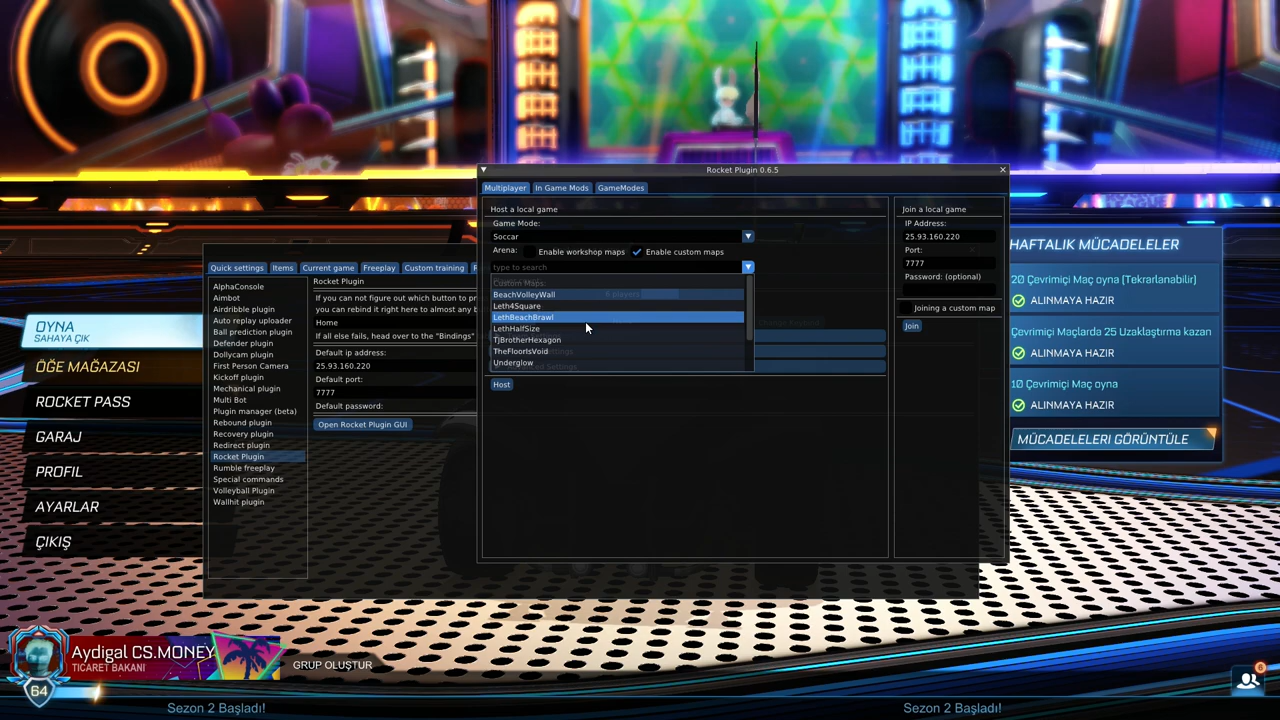 Rocket Plugin 0.6.5
Multiplayer
In Game Mods
GameModes
Host a local game
Game Mode:
Soccar
Arena:
Enable workshop maps
Enable custom maps
type to search
Custom Maps:
BeachVolleyWall
6 players
Leth4Square
LethBeachBrawl
LethHalfSize
TjBrotherHexagon
TheFloorIsVoid
Underglow
Host
Join a local game
IP Address:
25.93.160.220
Port:
7777
Password: (optional)
Joining a custom map
Join
Quick settings
Items
Current game
Freeplay
Custom training
AlphaConsole
Aimbot
Airdribble plugin
Auto replay uploader
Ball prediction plugin
Defender plugin
Dollycam plugin
First Person Camera
Kickoff plugin
Mechanical plugin
Multi Bot
Plugin manager (beta)
Rebound plugin
Recovery plugin
Redirect plugin
Rocket Plugin
Rumble freeplay
Special commands
Volleyball Plugin
Wallhit plugin
Rocket Plugin
If you can not figure out which button to pr
you can rebind it right here to almost any b
Home
If all else fails, head over to the "Bindings"
Default ip address:
25.93.160.220
Default port:
7777
Default password:
Open Rocket Plugin GUI
OYNA
SAHAYA ÇIK
ÖĞE MAĞAZASI
ROCKET PASS
GARAJ
PROFIL
AYARLAR
ÇIKIŞ
HAFTALIK MÜCADELELER
20 Çevrimiçi Maç oyna (Tekrarlanabilir)
ALINMAYA HAZIR
Çevrimiçi Maçlarda 25 Uzaklaştırma kazan
ALINMAYA HAZIR
10 Çevrimiçi Maç oyna
ALINMAYA HAZIR
MÜCADELELERI GÖRÜNTÜLE
Aydigal CS.MONEY
TICARET BAKANI
64
GRUP OLUŞTUR
6
Sezon 2 Başladı!
Sezon 2 Başladı!